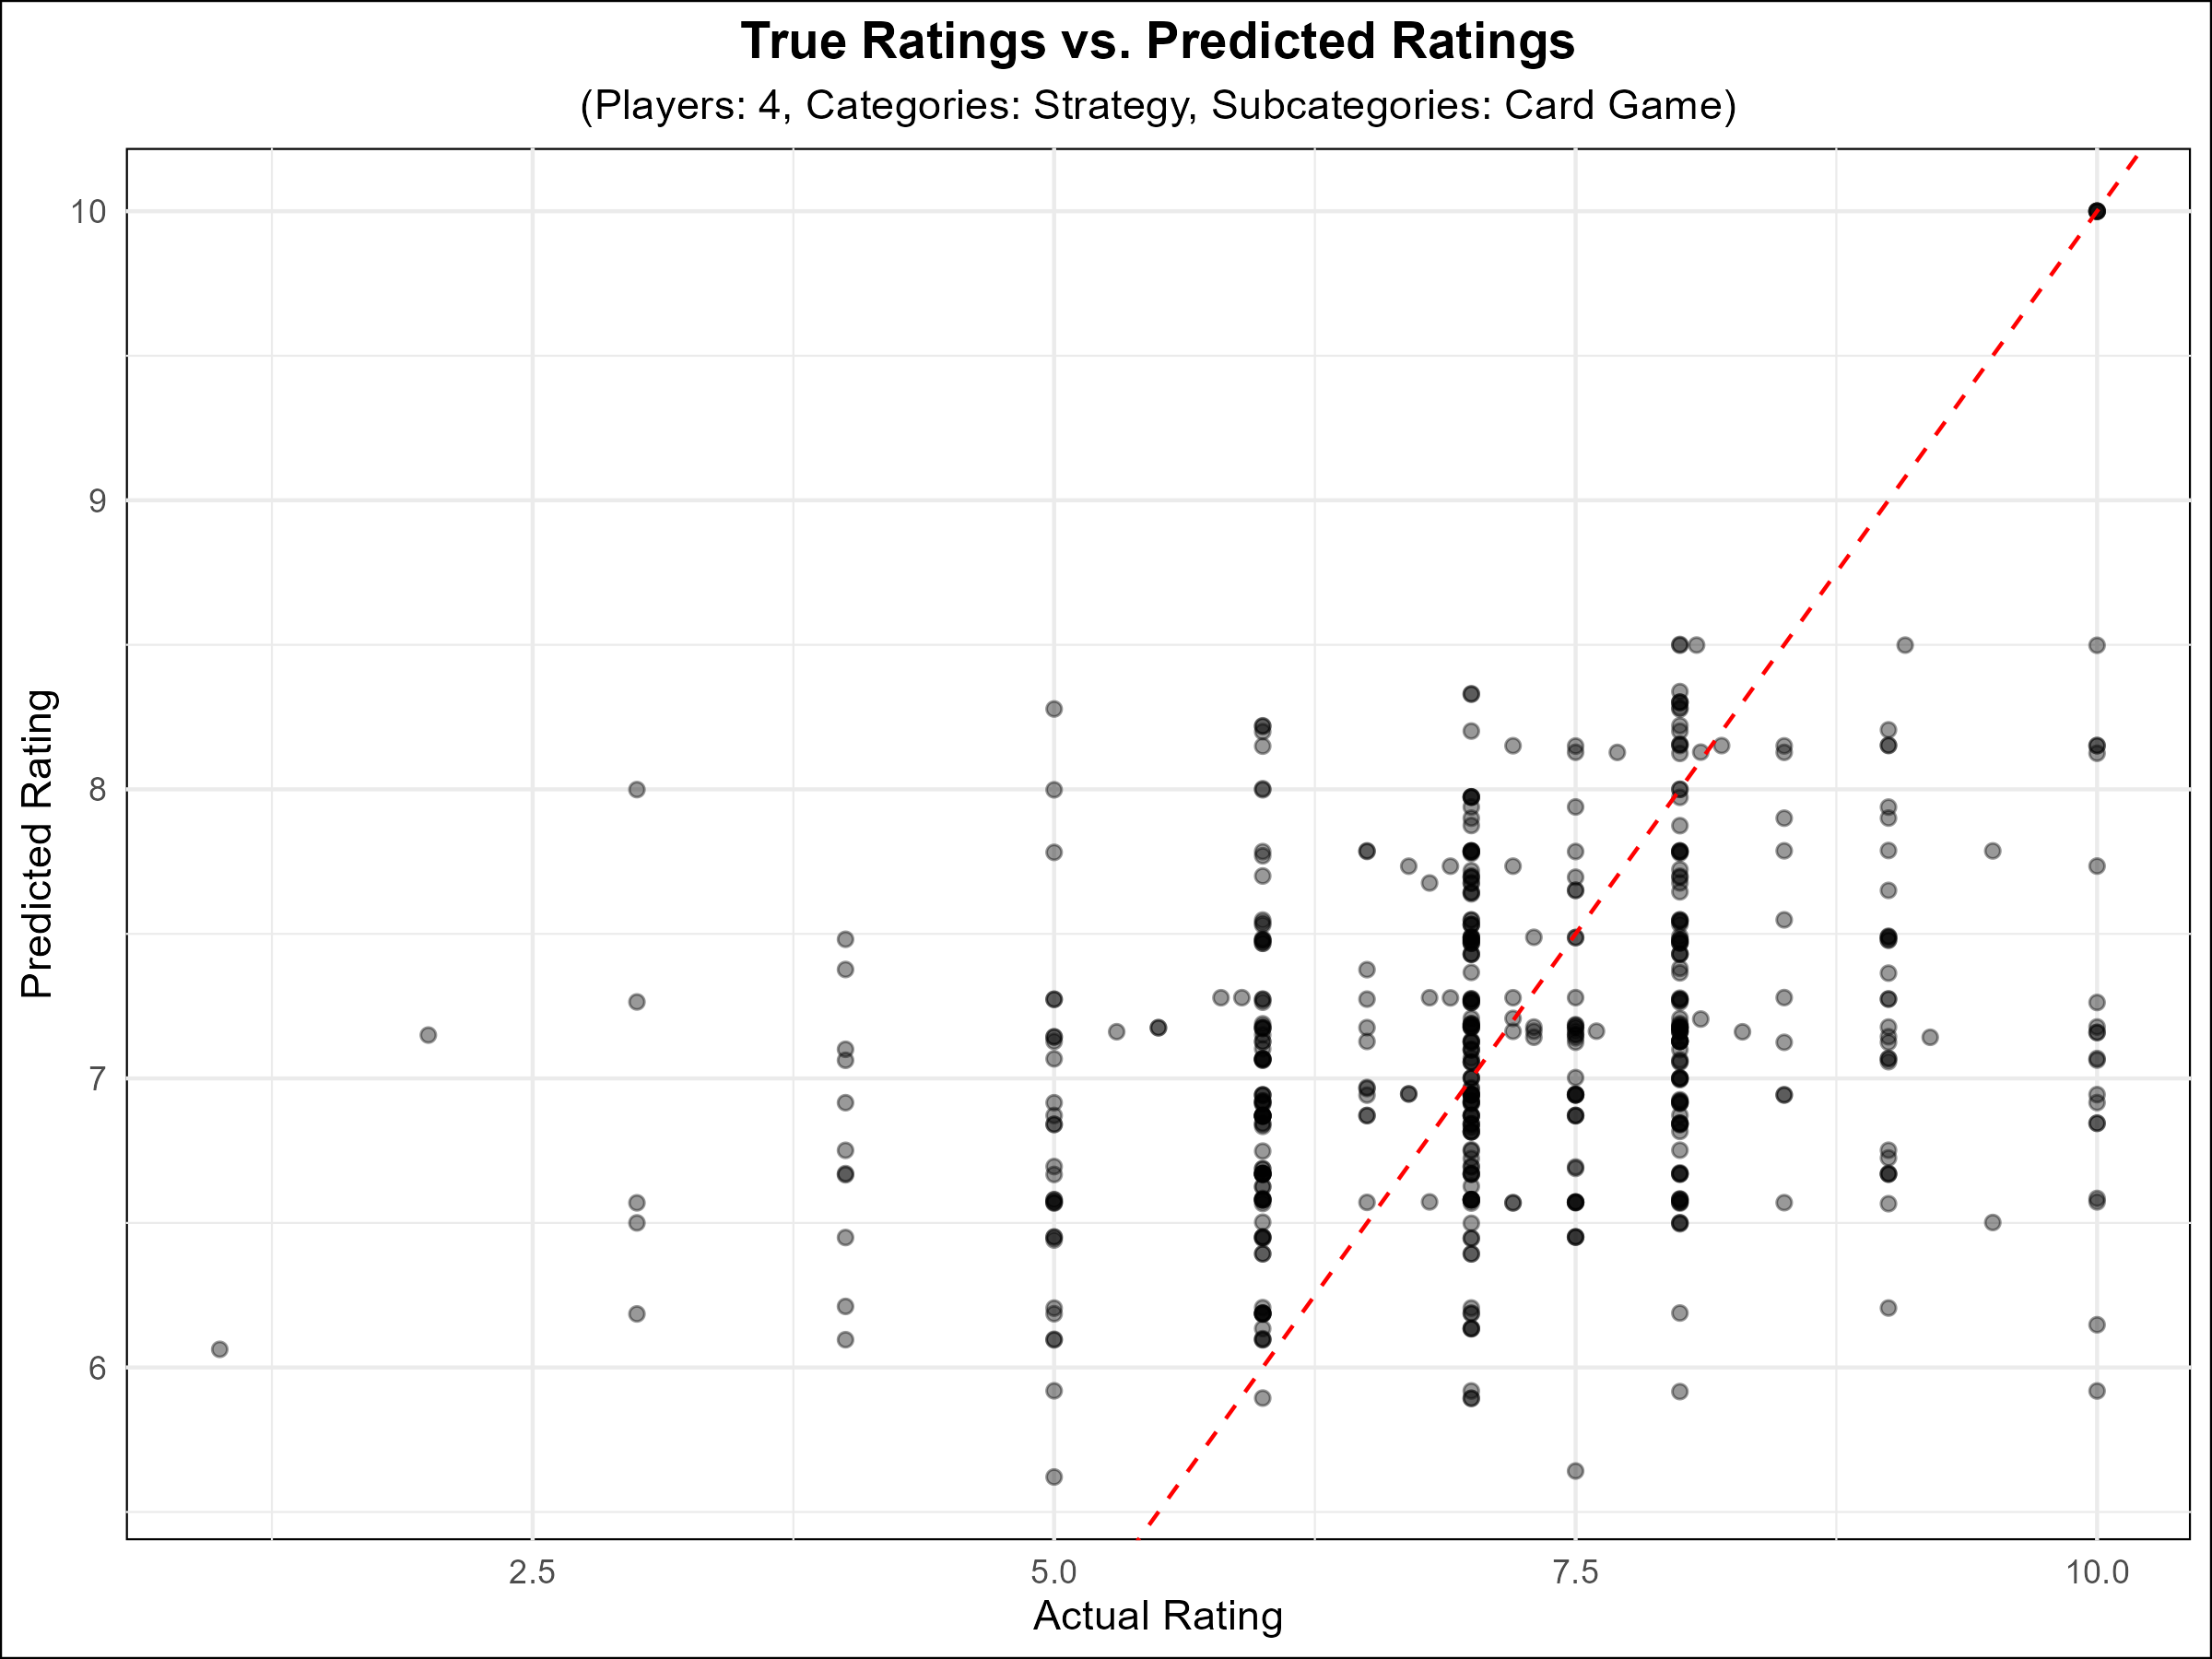 True Ratings vs. Predicted Ratings
(Players: 4, Categories: Strategy, Subcategories: Card Game)
10
9
8
7
6
Predicted Rating
2.5 5.0 7.5 10.0
Actual Rating